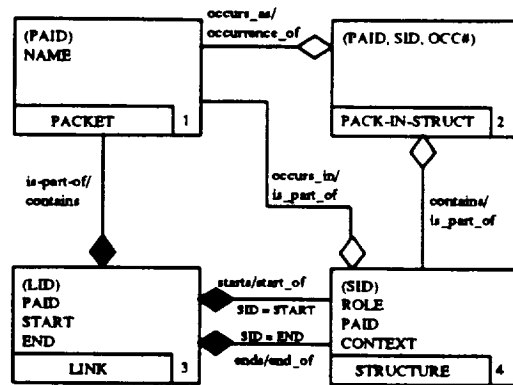 occurs_as/
occurrence_of
(PAID)
NAME
PACKET 1
(PAID, SID, OCC#)
PACK-IN-STRUCT 2
is-part-of/
contains
occurs_in/
is_part_of
contains/
is_part_of
(LID)
PAID
START
END
LINK 3
starts/start_of
SID = START
SID = END
ends/end_of
(SID)
ROLE
PAID
CONTEXT
STRUCTURE 4